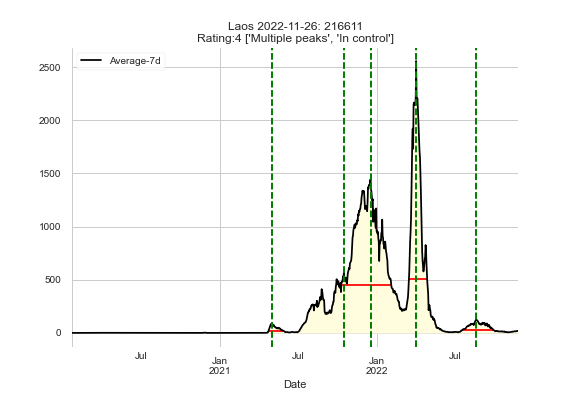 Laos 2022-11-26: 216611
Rating:4 ['Multiple peaks', 'In control']
Average-7d
2500
2000
1500
1000
500
0
Jul
Jan
2021
Jul
Jan
2022
Jul
Date